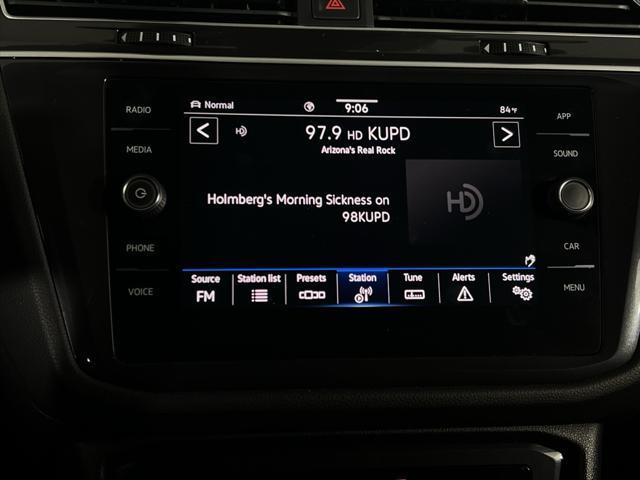 RADIO
MEDIA
PHONE
VOICE
Normal
9:06
84°F
97.9 HD KUPD
Arizona's Real Rock
Holmberg's Morning Sickness on
98KUPD
HD
Source
FM
Station list
Presets
Station
Tune
Alerts
Settings
APP
SOUND
CAR
MENU